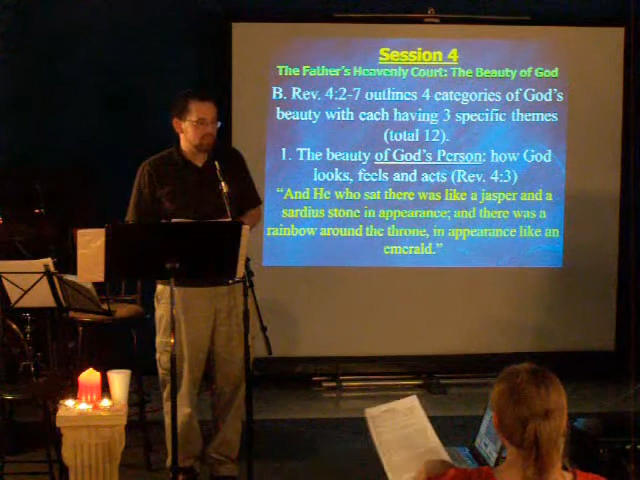 Session 4
The Father's Heavenly Court: The Beauty of God
B. Rev. 4:2-7 outlines 4 categories of God's
beauty with each having 3 specific themes
(total 12).
1. The beauty of God's Person: how God
looks, feels and acts (Rev. 4:3)
"And He who sat there was like a jasper and a
sardius stone in appearance; and there was a
rainbow around the throne, in appearance like an
emerald."